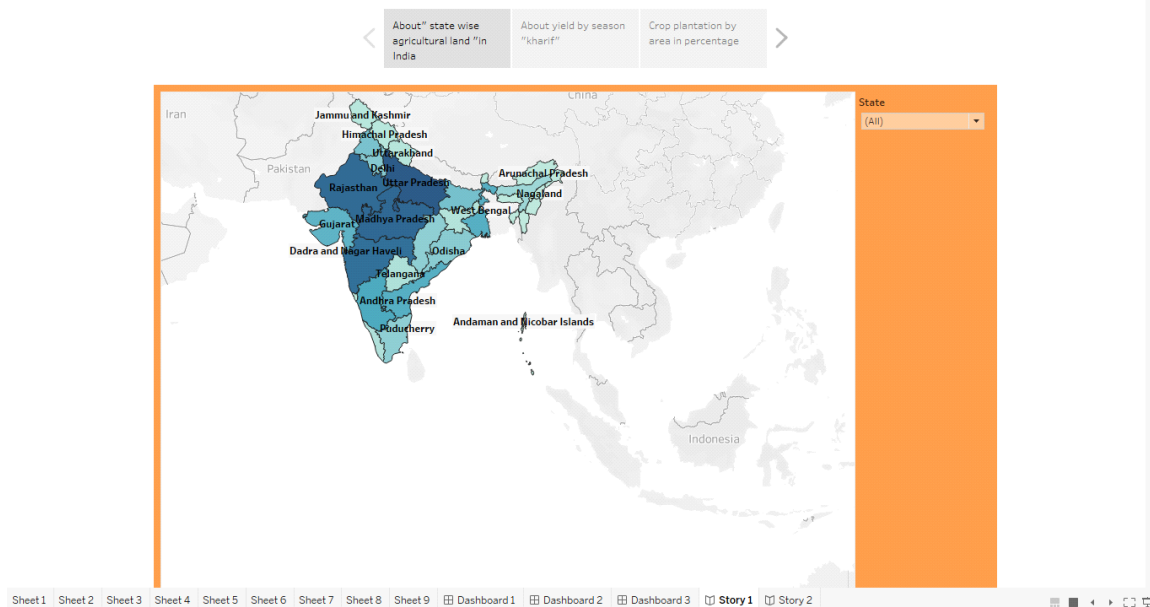 About" state wise
agricultural land "in
India
About yield by season
"kharif"
Crop plantation by
area in percentage
China
Iran
State
(All)
Jammu and Kashmir
Himachal Pradesh
Uttarakhand
Pakistan
Delhi
Arunachal Pradesh
Uttar Pradesh
Rajasthan
Nagaland
West Bengal
Madhya Pradesh
Gujarat
Dadra and Nagar Haveli
Odisha
Telangana
Andhra Pradesh
Andaman and Nicobar Islands
Puducherry
Indonesia
Sheet 1 Sheet 2 Sheet 3 Sheet 4 Sheet 5 Sheet 6 Sheet 7 Sheet 8 Sheet 9 Dashboard 1 Dashboard 2 Dashboard 3 Story 1 Story 2